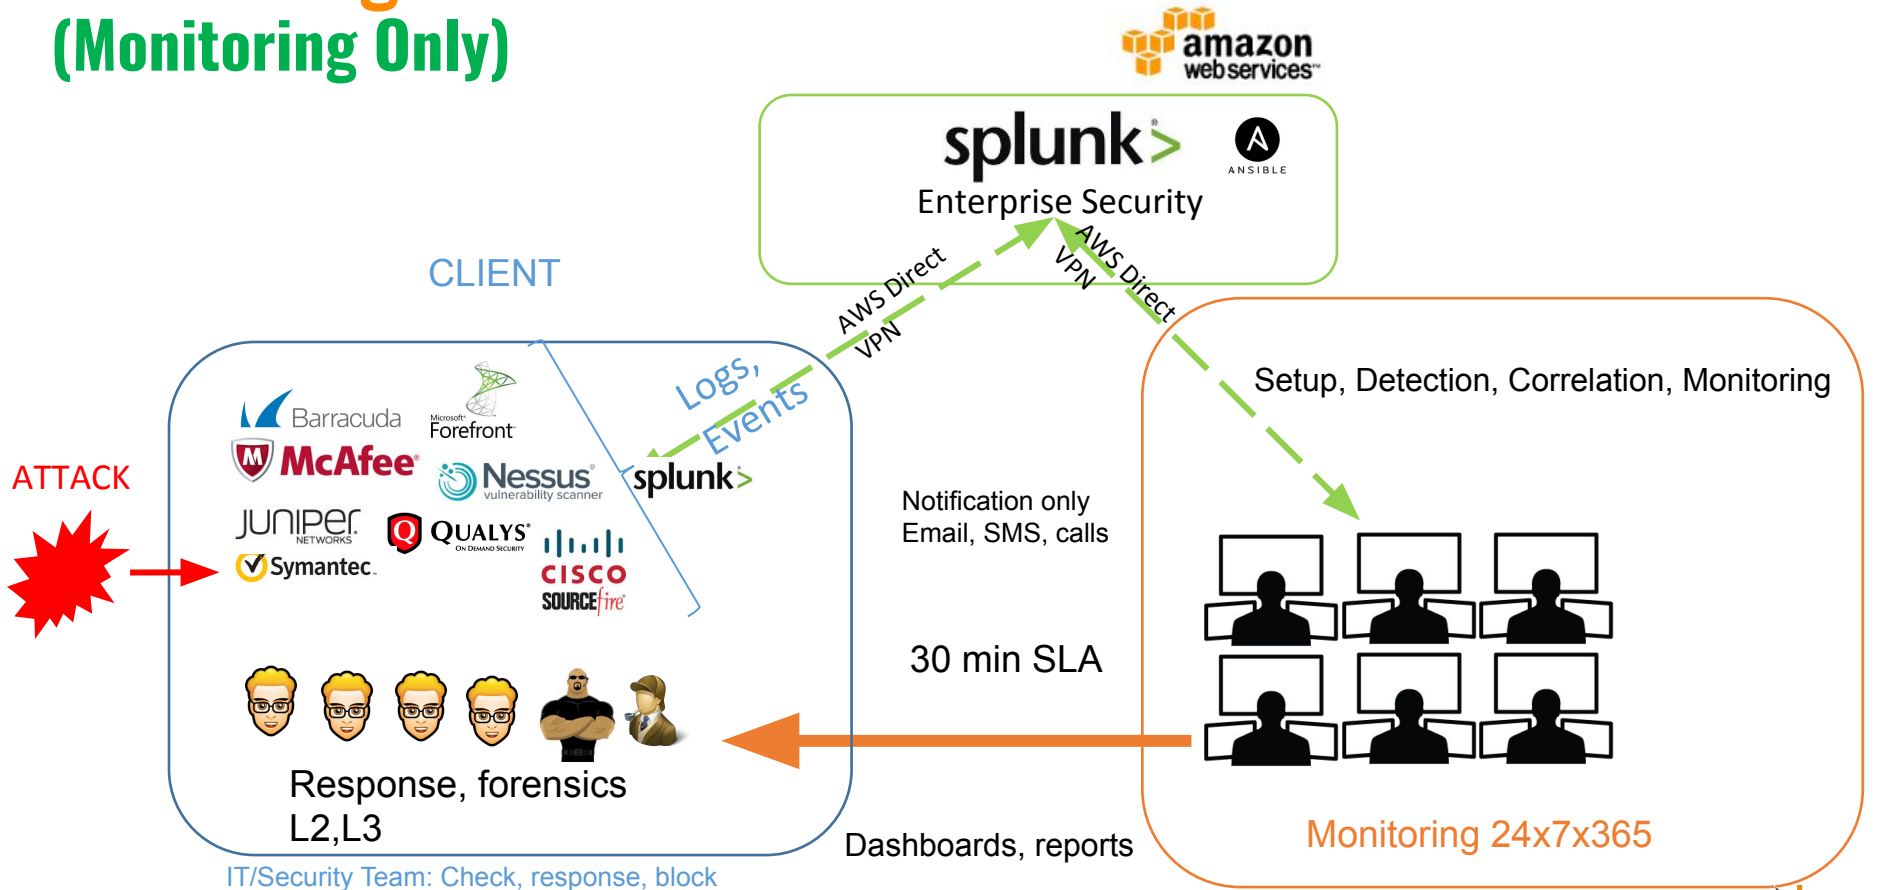 (Monitoring Only)
amazon
webservices™
splunk>
ANSIBLE
Enterprise Security
AWS Direct
VPN
AWS Direct
VPN
CLIENT
Logs,
Events
Setup, Detection, Correlation, Monitoring
Barracuda
Microsoft®
Forefront
McAfee®
Nessus®
vulnerability scanner
splunk>
ATTACK
Notification only
Email, SMS, calls
JUNIPEr
NETWORKS
QUALYS®
ON DEMAND SECURITY
Symantec.
CISCO
SOURCEfire
30 min SLA
Response, forensics
L2,L3
Dashboards, reports
Monitoring 24x7x365
IT/Security Team: Check, response, block